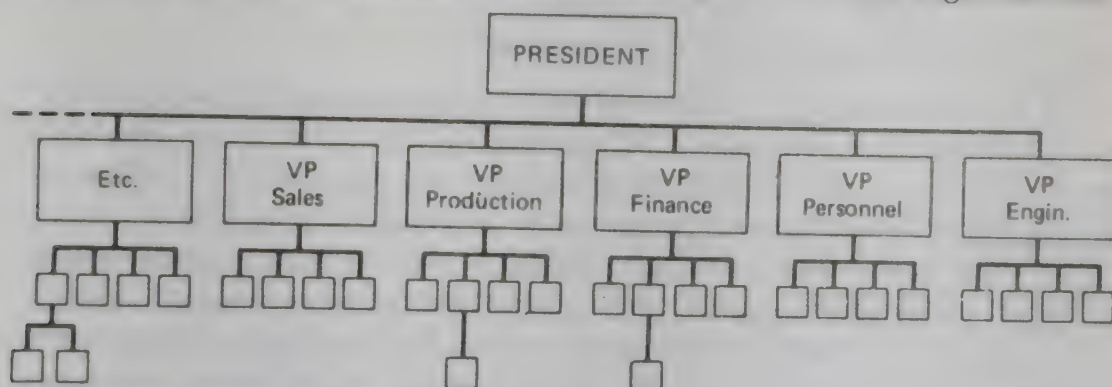 PRESIDENT
Etc.
VP
Sales
VP
Production
VP
Finance
VP
Personnel
VP
Engin.